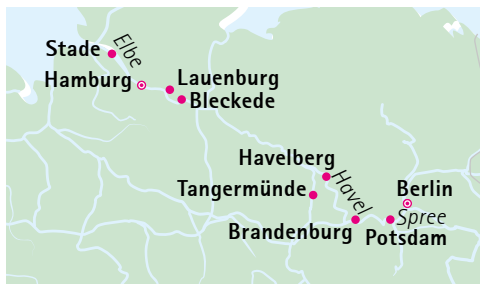 Stade
Elbe
Hamburg
Lauenburg
Bleckede
Havelberg
Tangermünde
Havel
Berlin
Spree
Brandenburg
Potsdam